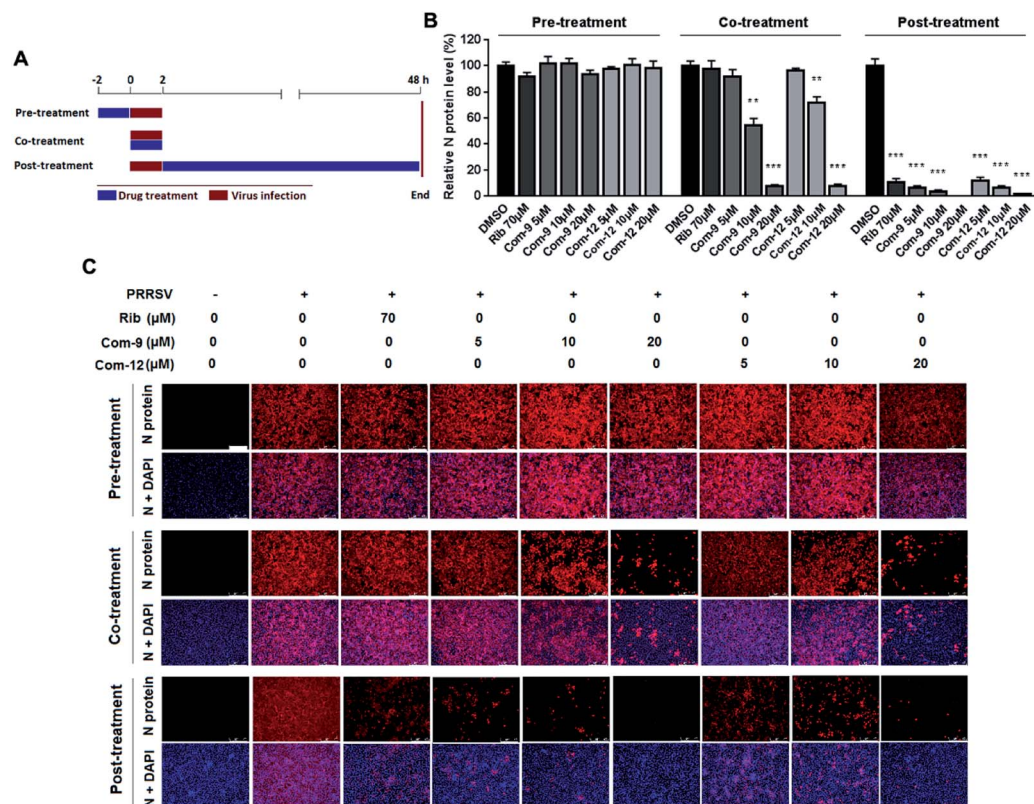 A
-2 0 2 48 h
Pre-treatment
Co-treatment
Post-treatment
Drug treatment Virus infection End
B
Pre-treatment Co-treatment Post-treatment
Relative N protein level (%)
120
100
80
60
40
20
0
** *** ** *** *** *** *** *** *** ***
DMSO Rib 70μM Com-9 5μM Com-9 10μM Com-9 20μM Com-12 5μM Com-12 10μM Com-12 20μM
DMSO Rib 70μM Com-9 5μM Com-9 10μM Com-9 20μM Com-12 5μM Com-12 10μM Com-12 20μM
DMSO Rib 70μM Com-9 5μM Com-9 10μM Com-9 20μM Com-12 5μM Com-12 10μM Com-12 20μM
C
PRRSV - + + + + + + + +
Rib (μM) 0 0 70 0 0 0 0 0 0
Com-9 (μM) 0 0 0 5 10 20 0 0 0
Com-12 (μM) 0 0 0 0 0 0 5 10 20
Pre-treatment
N protein
N + DAPI
Co-treatment
N protein
N + DAPI
Post-treatment
N protein
N + DAPI